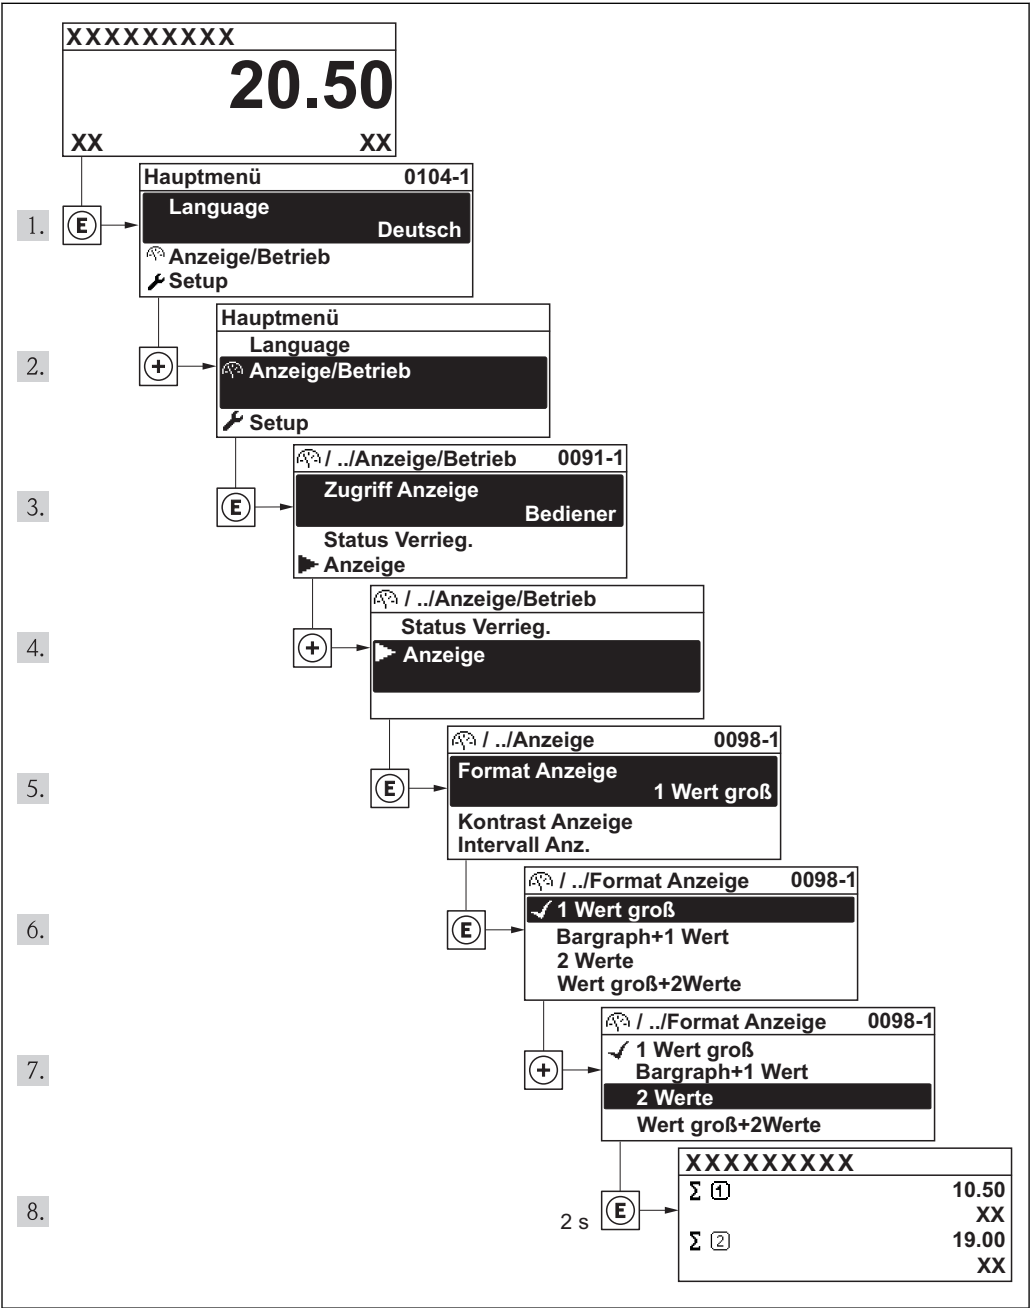 XXXXXXXXX
20.50
XX XX
Hauptmenü 0104-1
1. E Language
Deutsch
Anzeige/Betrieb
Setup
Hauptmenü
Language
2. + Anzeige/Betrieb
Setup
/ ../Anzeige/Betrieb 0091-1
3. E Zugriff Anzeige
Bediener
Status Verrieg.
Anzeige
/ ../Anzeige/Betrieb
Status Verrieg.
4. + Anzeige
/ ../Anzeige 0098-1
5. E Format Anzeige
1 Wert groß
Kontrast Anzeige
Intervall Anz.
/ ../Format Anzeige 0098-1
6. E 1 Wert groß
Bargraph+1 Wert
2 Werte
Wert groß+2Werte
/ ../Format Anzeige 0098-1
7. + 1 Wert groß
Bargraph+1 Wert
2 Werte
Wert groß+2Werte
XXXXXXXXX
Σ 1 10.50
8. 2 s E XX
Σ 2 19.00
XX